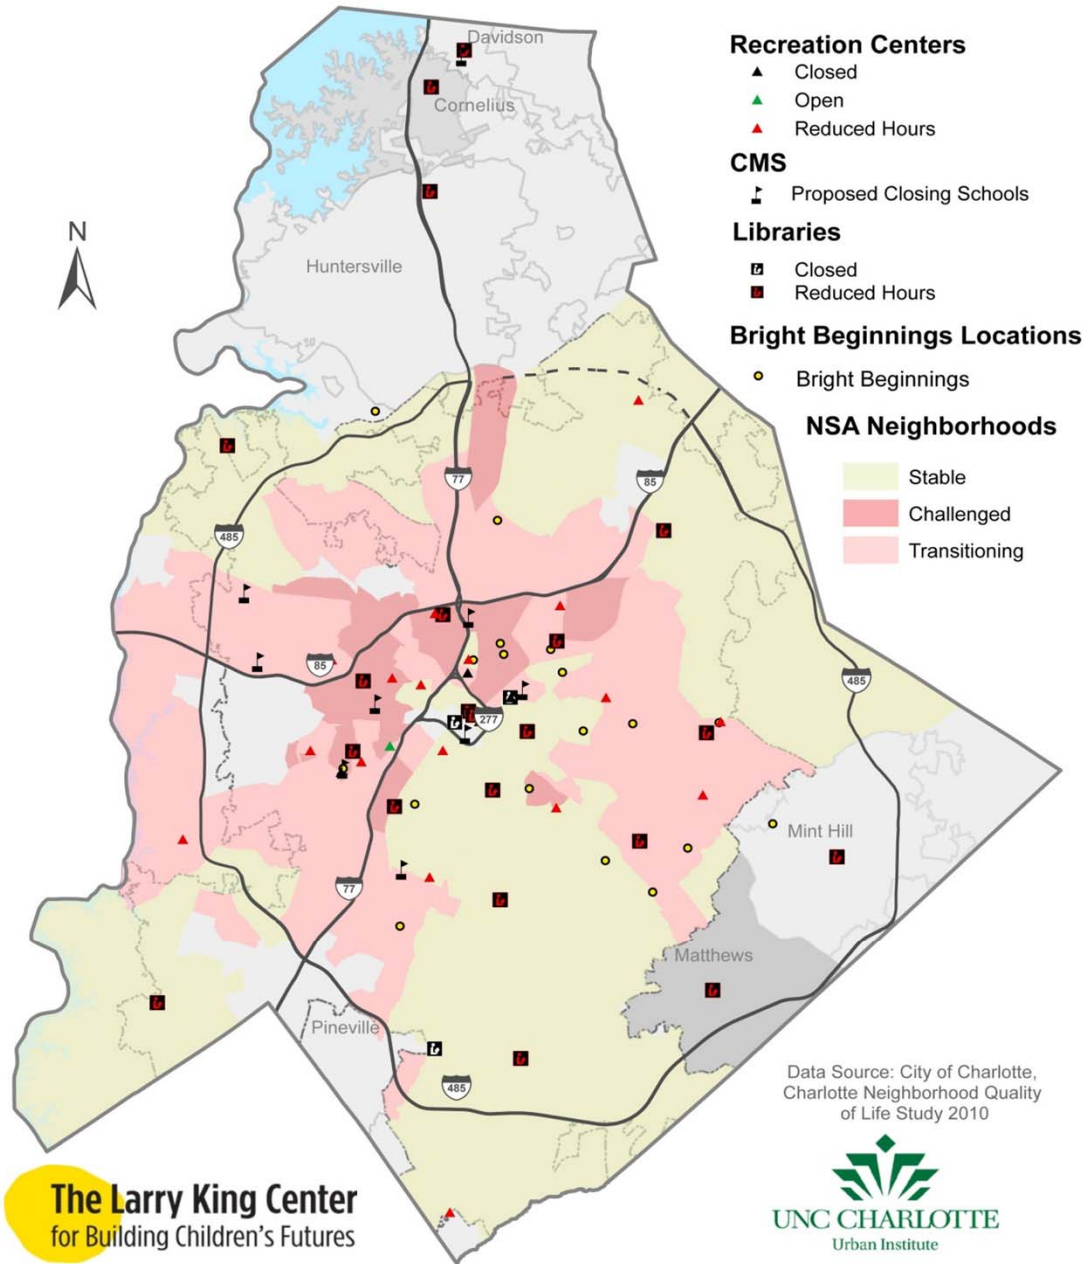 Davidson
Cornelius
Huntersville
N
Recreation Centers
Closed
Open
Reduced Hours
CMS
Proposed Closing Schools
Libraries
Closed
Reduced Hours
Bright Beginnings Locations
Bright Beginnings
NSA Neighborhoods
Stable
Challenged
Transitioning
77
85
485
85
485
277
Mint Hill
77
Matthews
Pineville
485
Data Source: City of Charlotte,
Charlotte Neighborhood Quality
of Life Study 2010
The Larry King Center
for Building Children's Futures
UNC CHARLOTTE
Urban Institute